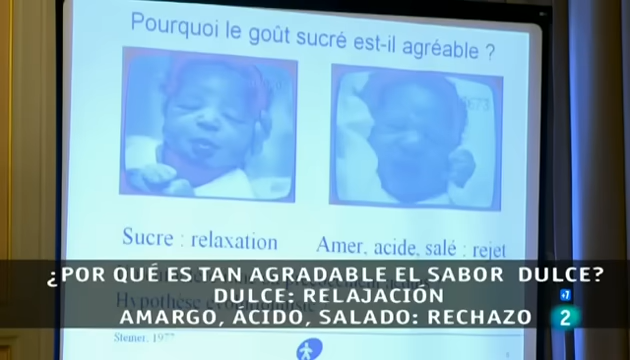 Pourquoi le goût sucré est-il agréable ?
Sucre : relaxation
Amer, acide, salé : rejet
¿POR QUÉ ES TAN AGRADABLE EL SABOR DULCE?
DULCE: RELAJACIÓN
AMARGO, ÁCIDO, SALADO: RECHAZO
Hypothèse
+7
2
Steiner, 1977